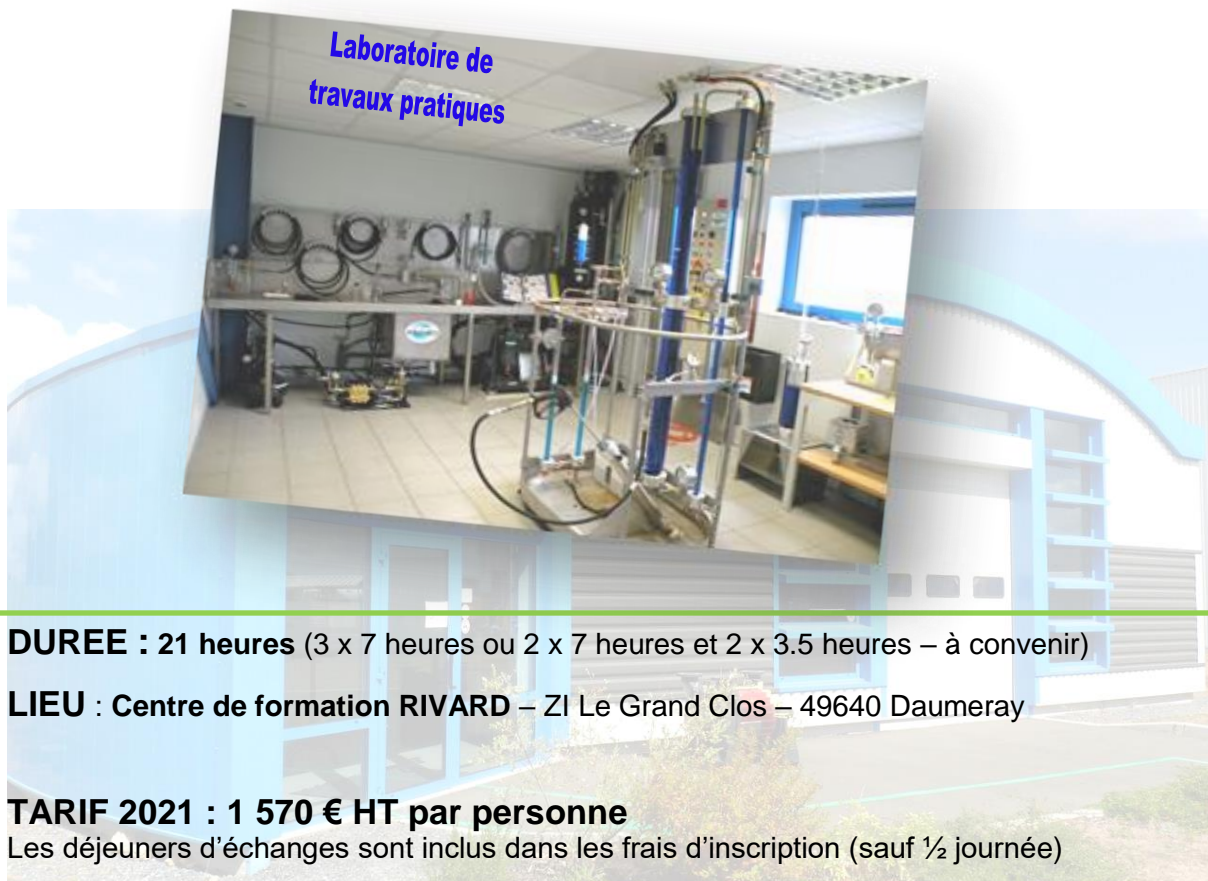 Laboratoire de
travaux pratiques
DUREE : 21 heures (3 x 7 heures ou 2 x 7 heures et 2 x 3.5 heures – à convenir)
LIEU : Centre de formation RIVARD – ZI Le Grand Clos – 49640 Daumeray
TARIF 2021 : 1 570 € HT par personne
Les déjeuners d'échanges sont inclus dans les frais d'inscription (sauf ½ journée)